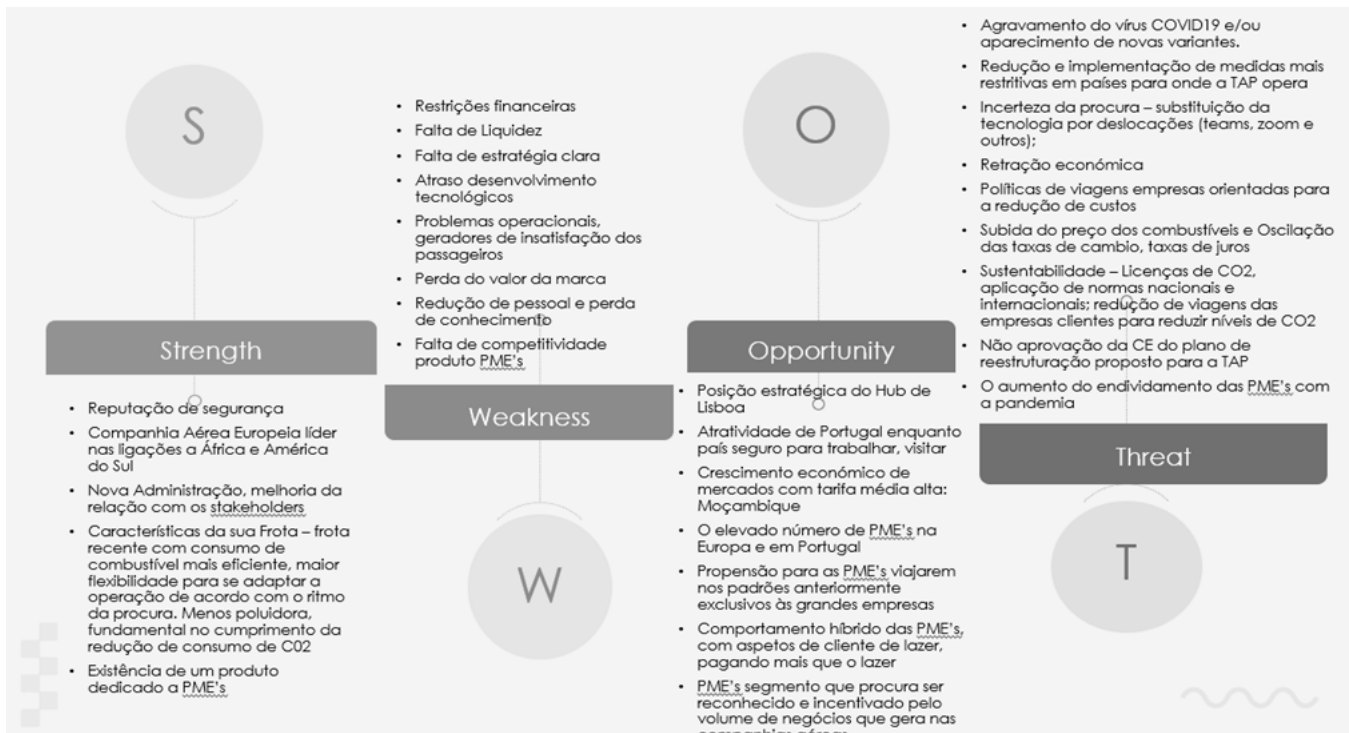 S
Strength
• Reputação de segurança
• Companhia Aérea Europeia líder
nas ligações a África e América
do Sul
• Nova Administração, melhoria da
relação com os stakeholders
• Características da sua Frota – frota
recente com consumo de
combustível mais eficiente, maior
flexibilidade para se adaptar a
operação de acordo com o ritmo
da procura. Menos poluidora,
fundamental no cumprimento da
redução de consumo de C02
• Existência de um produto
dedicado a PME's
• Restrições financeiras
• Falta de Liquidez
• Falta de estratégia clara
• Atraso desenvolvimento
tecnológicos
• Problemas operacionais,
geradores de insatisfação dos
passageiros
• Perda do valor da marca
• Redução de pessoal e perda
de conhecimento
• Falta de competitividade
produto PME's
Weakness
W
O
Opportunity
• Posição estratégica do Hub de
Lisboa
• Atratividade de Portugal enquanto
país seguro para trabalhar, visitar
• Crescimento económico de
mercados com tarifa média alta:
Moçambique
• O elevado número de PME's na
Europa e em Portugal
• Propensão para as PME's viajarem
nos padrões anteriormente
exclusivos às grandes empresas
• Comportamento híbrido das PME's,
com aspetos de cliente de lazer,
pagando mais que o lazer
• PME's segmento que procura ser
reconhecido e incentivado pelo
volume de negócios que gera nas
• Agravamento do vírus COVID19 e/ou
aparecimento de novas variantes.
• Redução e implementação de medidas mais
restritivas em países para onde a TAP opera
• Incerteza da procura – substituição da
tecnologia por deslocações (teams, zoom e
outros);
• Retração económica
• Políticas de viagens empresas orientadas para
a redução de custos
• Subida do preço dos combustíveis e Oscilação
das taxas de cambio, taxas de juros
• Sustentabilidade – Licenças de CO2,
aplicação de normas nacionais e
internacionais; redução de viagens das
empresas clientes para reduzir níveis de CO2
• Não aprovação da CE do plano de
reestruturação proposto para a TAP
• O aumento do endividamento das PME's com
a pandemia
Threat
T